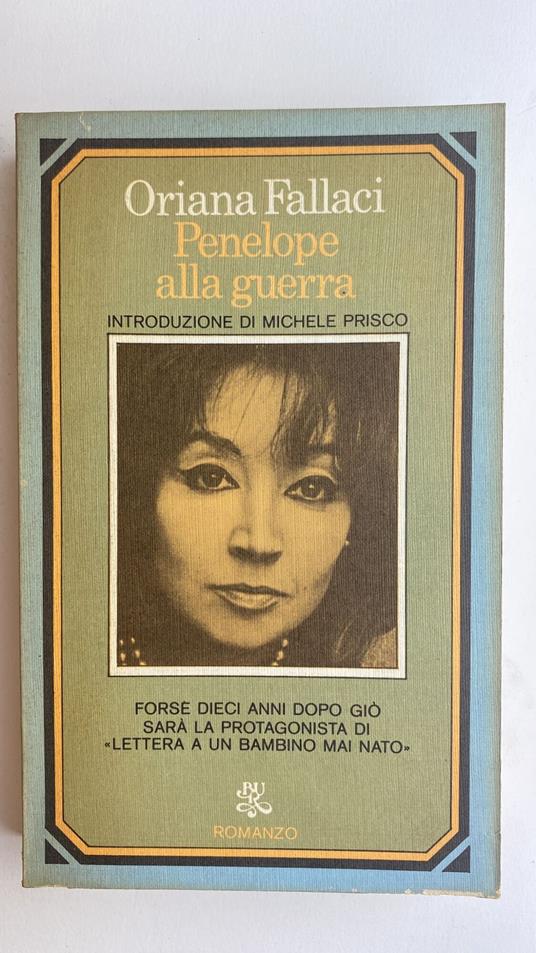 Oriana Fallaci
Penelope
alla guerra
INTRODUZIONE DI MICHELE PRISCO
FORSE DIECI ANNI DOPO GIÒ
SARÀ LA PROTAGONISTA DI
«LETTERA A UN BAMBINO MAI NATO»
BUR
ROMANZO